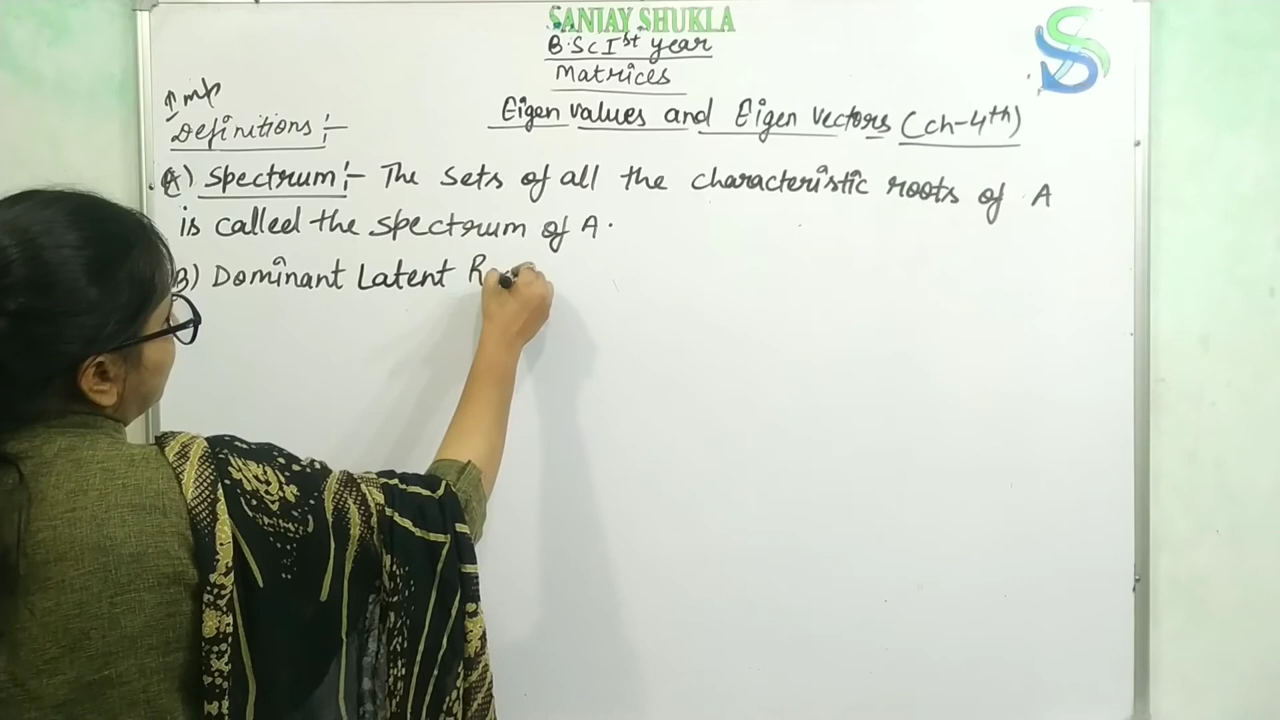 SANJAY SHUKLA
B.Sc Ist year
Matrices
Imp
Eigen values and Eigen vectors (ch-4th)
Definitions :-
(A) Spectrum :- The sets of all the characteristic roots of A
is called the spectrum of A.
(B) Dominant Latent R